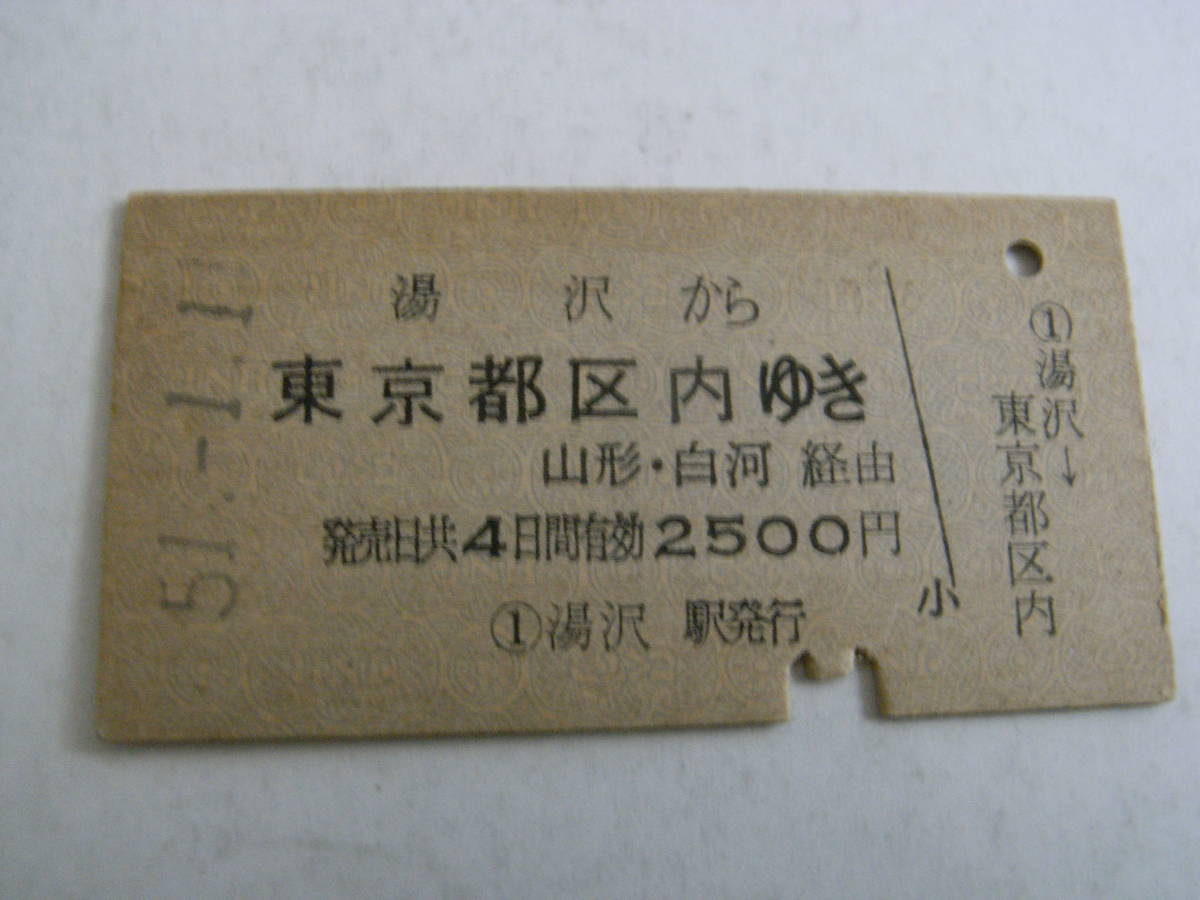 湯沢から
東京都区内ゆき
山形・白河 経由
発売日共4日間有効2500円
①湯沢 駅発行
小
①湯沢→
東京都区内
51.-1.1